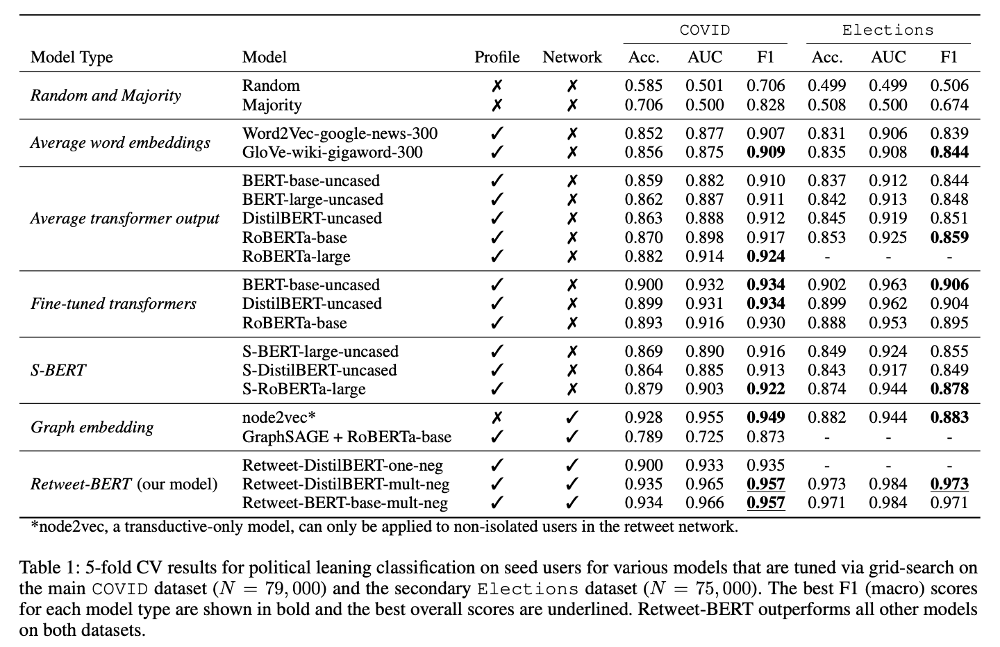 COVID Elections
Model Type Model Profile Network Acc. AUC F1 Acc. AUC F1
Random and Majority Random ✗ ✗ 0.585 0.501 0.706 0.499 0.499 0.506
Majority ✗ ✗ 0.706 0.500 0.828 0.508 0.500 0.674
Average word embeddings Word2Vec-google-news-300 ✓ ✗ 0.852 0.877 0.907 0.831 0.906 0.839
GloVe-wiki-gigaword-300 ✓ ✗ 0.856 0.875 0.909 0.835 0.908 0.844
Average transformer output BERT-base-uncased ✓ ✗ 0.859 0.882 0.910 0.837 0.912 0.844
BERT-large-uncased ✓ ✗ 0.862 0.887 0.911 0.842 0.913 0.848
DistilBERT-uncased ✓ ✗ 0.863 0.888 0.912 0.845 0.919 0.851
RoBERTa-base ✓ ✗ 0.870 0.898 0.917 0.853 0.925 0.859
RoBERTa-large ✓ ✗ 0.882 0.914 0.924 - - -
Fine-tuned transformers BERT-base-uncased ✓ ✗ 0.900 0.932 0.934 0.902 0.963 0.906
DistilBERT-uncased ✓ ✗ 0.899 0.931 0.934 0.899 0.962 0.904
RoBERTa-base ✓ ✗ 0.893 0.916 0.930 0.888 0.953 0.895
S-BERT S-BERT-large-uncased ✓ ✗ 0.869 0.890 0.916 0.849 0.924 0.855
S-DistilBERT-uncased ✓ ✗ 0.864 0.885 0.913 0.843 0.917 0.849
S-RoBERTa-large ✓ ✗ 0.879 0.903 0.922 0.874 0.944 0.878
Graph embedding node2vec* ✗ ✓ 0.928 0.955 0.949 0.882 0.944 0.883
GraphSAGE + RoBERTa-base ✓ ✓ 0.789 0.725 0.873 - - -
Retweet-BERT (our model) Retweet-DistilBERT-one-neg ✓ ✓ 0.900 0.933 0.935 - - -
Retweet-DistilBERT-mult-neg ✓ ✓ 0.935 0.965 0.957 0.973 0.984 0.973
Retweet-BERT-base-mult-neg ✓ ✓ 0.934 0.966 0.957 0.971 0.984 0.971
*node2vec, a transductive-only model, can only be applied to non-isolated users in the retweet network.
Table 1: 5-fold CV results for political leaning classification on seed users for various models that are tuned via grid-search on
the main COVID dataset (N = 79, 000) and the secondary Elections dataset (N = 75, 000). The best F1 (macro) scores
for each model type are shown in bold and the best overall scores are underlined. Retweet-BERT outperforms all other models
on both datasets.